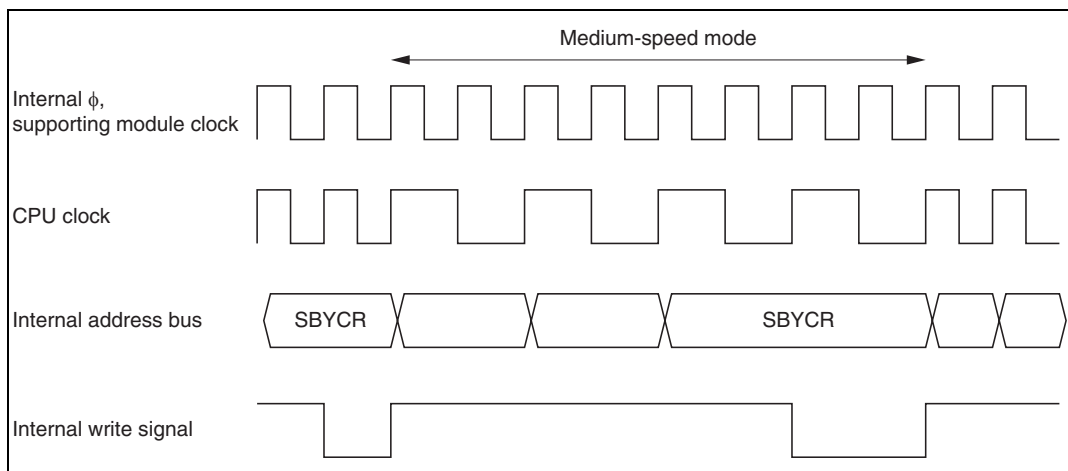 Medium-speed mode
Internal ϕ,
supporting module clock
CPU clock
Internal address bus
SBYCR
SBYCR
Internal write signal